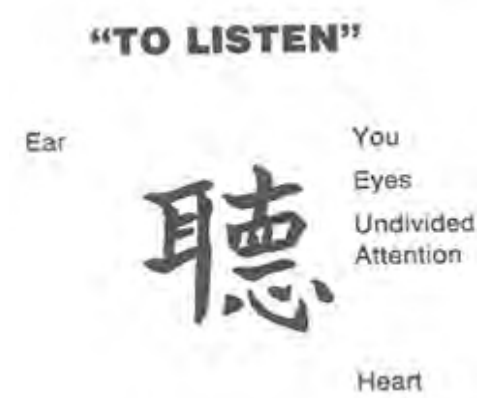 “TO LISTEN”
Ear
聽
You
Eyes
Undivided
Attention
Heart